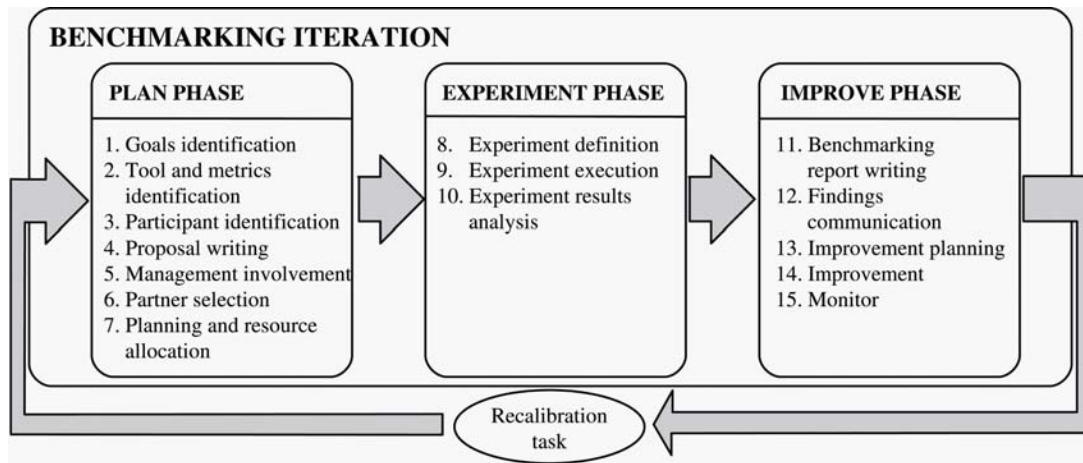 BENCHMARKING ITERATION
PLAN PHASE
1. Goals identification
2. Tool and metrics
identification
3. Participant identification
4. Proposal writing
5. Management involvement
6. Partner selection
7. Planning and resource
allocation
EXPERIMENT PHASE
8. Experiment definition
9. Experiment execution
10. Experiment results
analysis
IMPROVE PHASE
11. Benchmarking
report writing
12. Findings
communication
13. Improvement planning
14. Improvement
15. Monitor
Recalibration
task